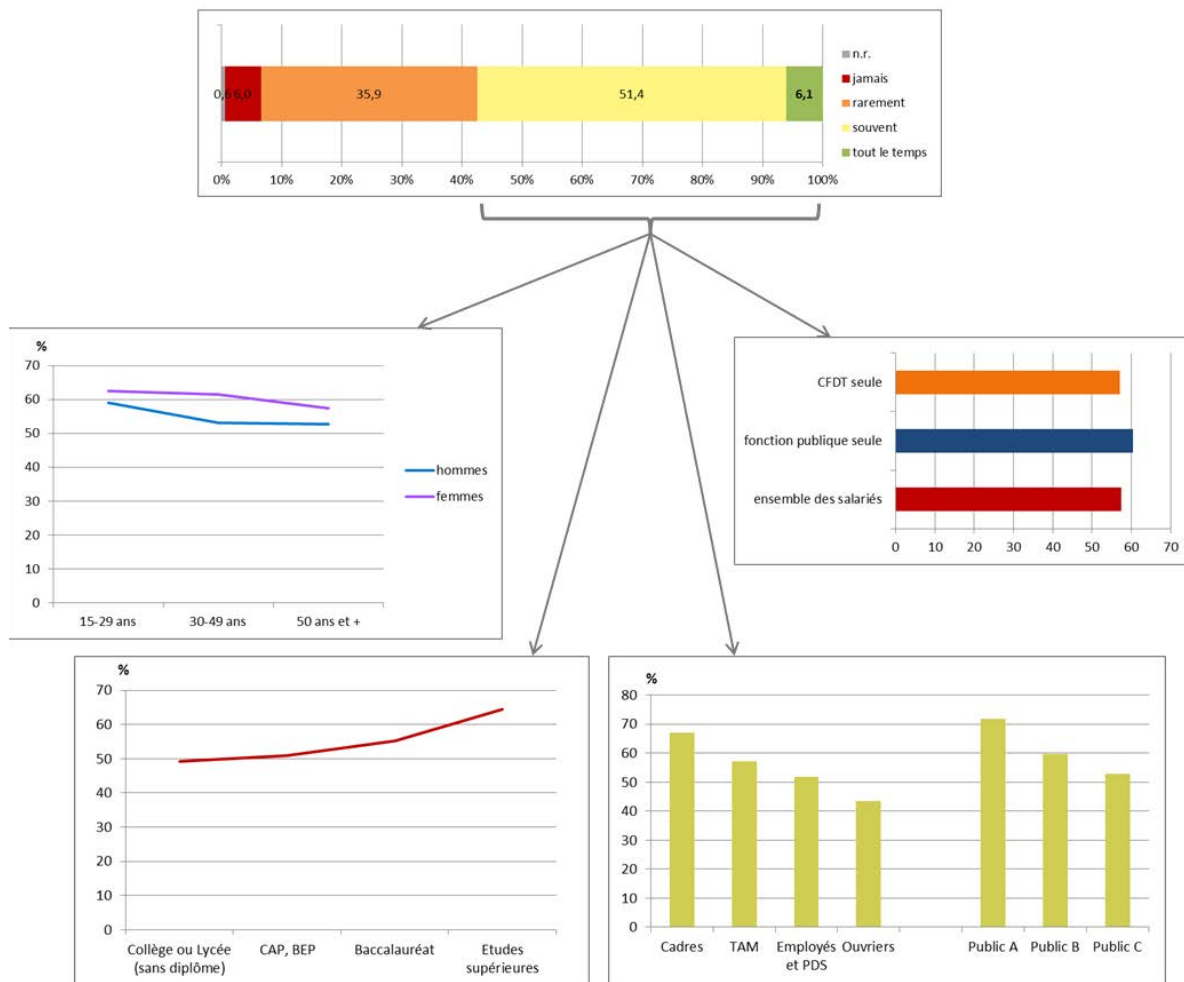 n.r.
jamais
rarement
souvent
tout le temps
0,6 6,0 35,9 51,4 6,1
0% 10% 20% 30% 40% 50% 60% 70% 80% 90% 100%
%
70
60
50
40
30
20
10
0
15-29 ans 30-49 ans 50 ans et +
hommes
femmes
CFDT seule
fonction publique seule
ensemble des salariés
0 10 20 30 40 50 60 70
%
70
60
50
40
30
20
10
0
Collège ou Lycée CAP, BEP Baccalauréat Etudes
(sans diplôme) supérieures
%
80
70
60
50
40
30
20
10
0
Cadres TAM Employés Ouvriers Public A Public B Public C
et PDS